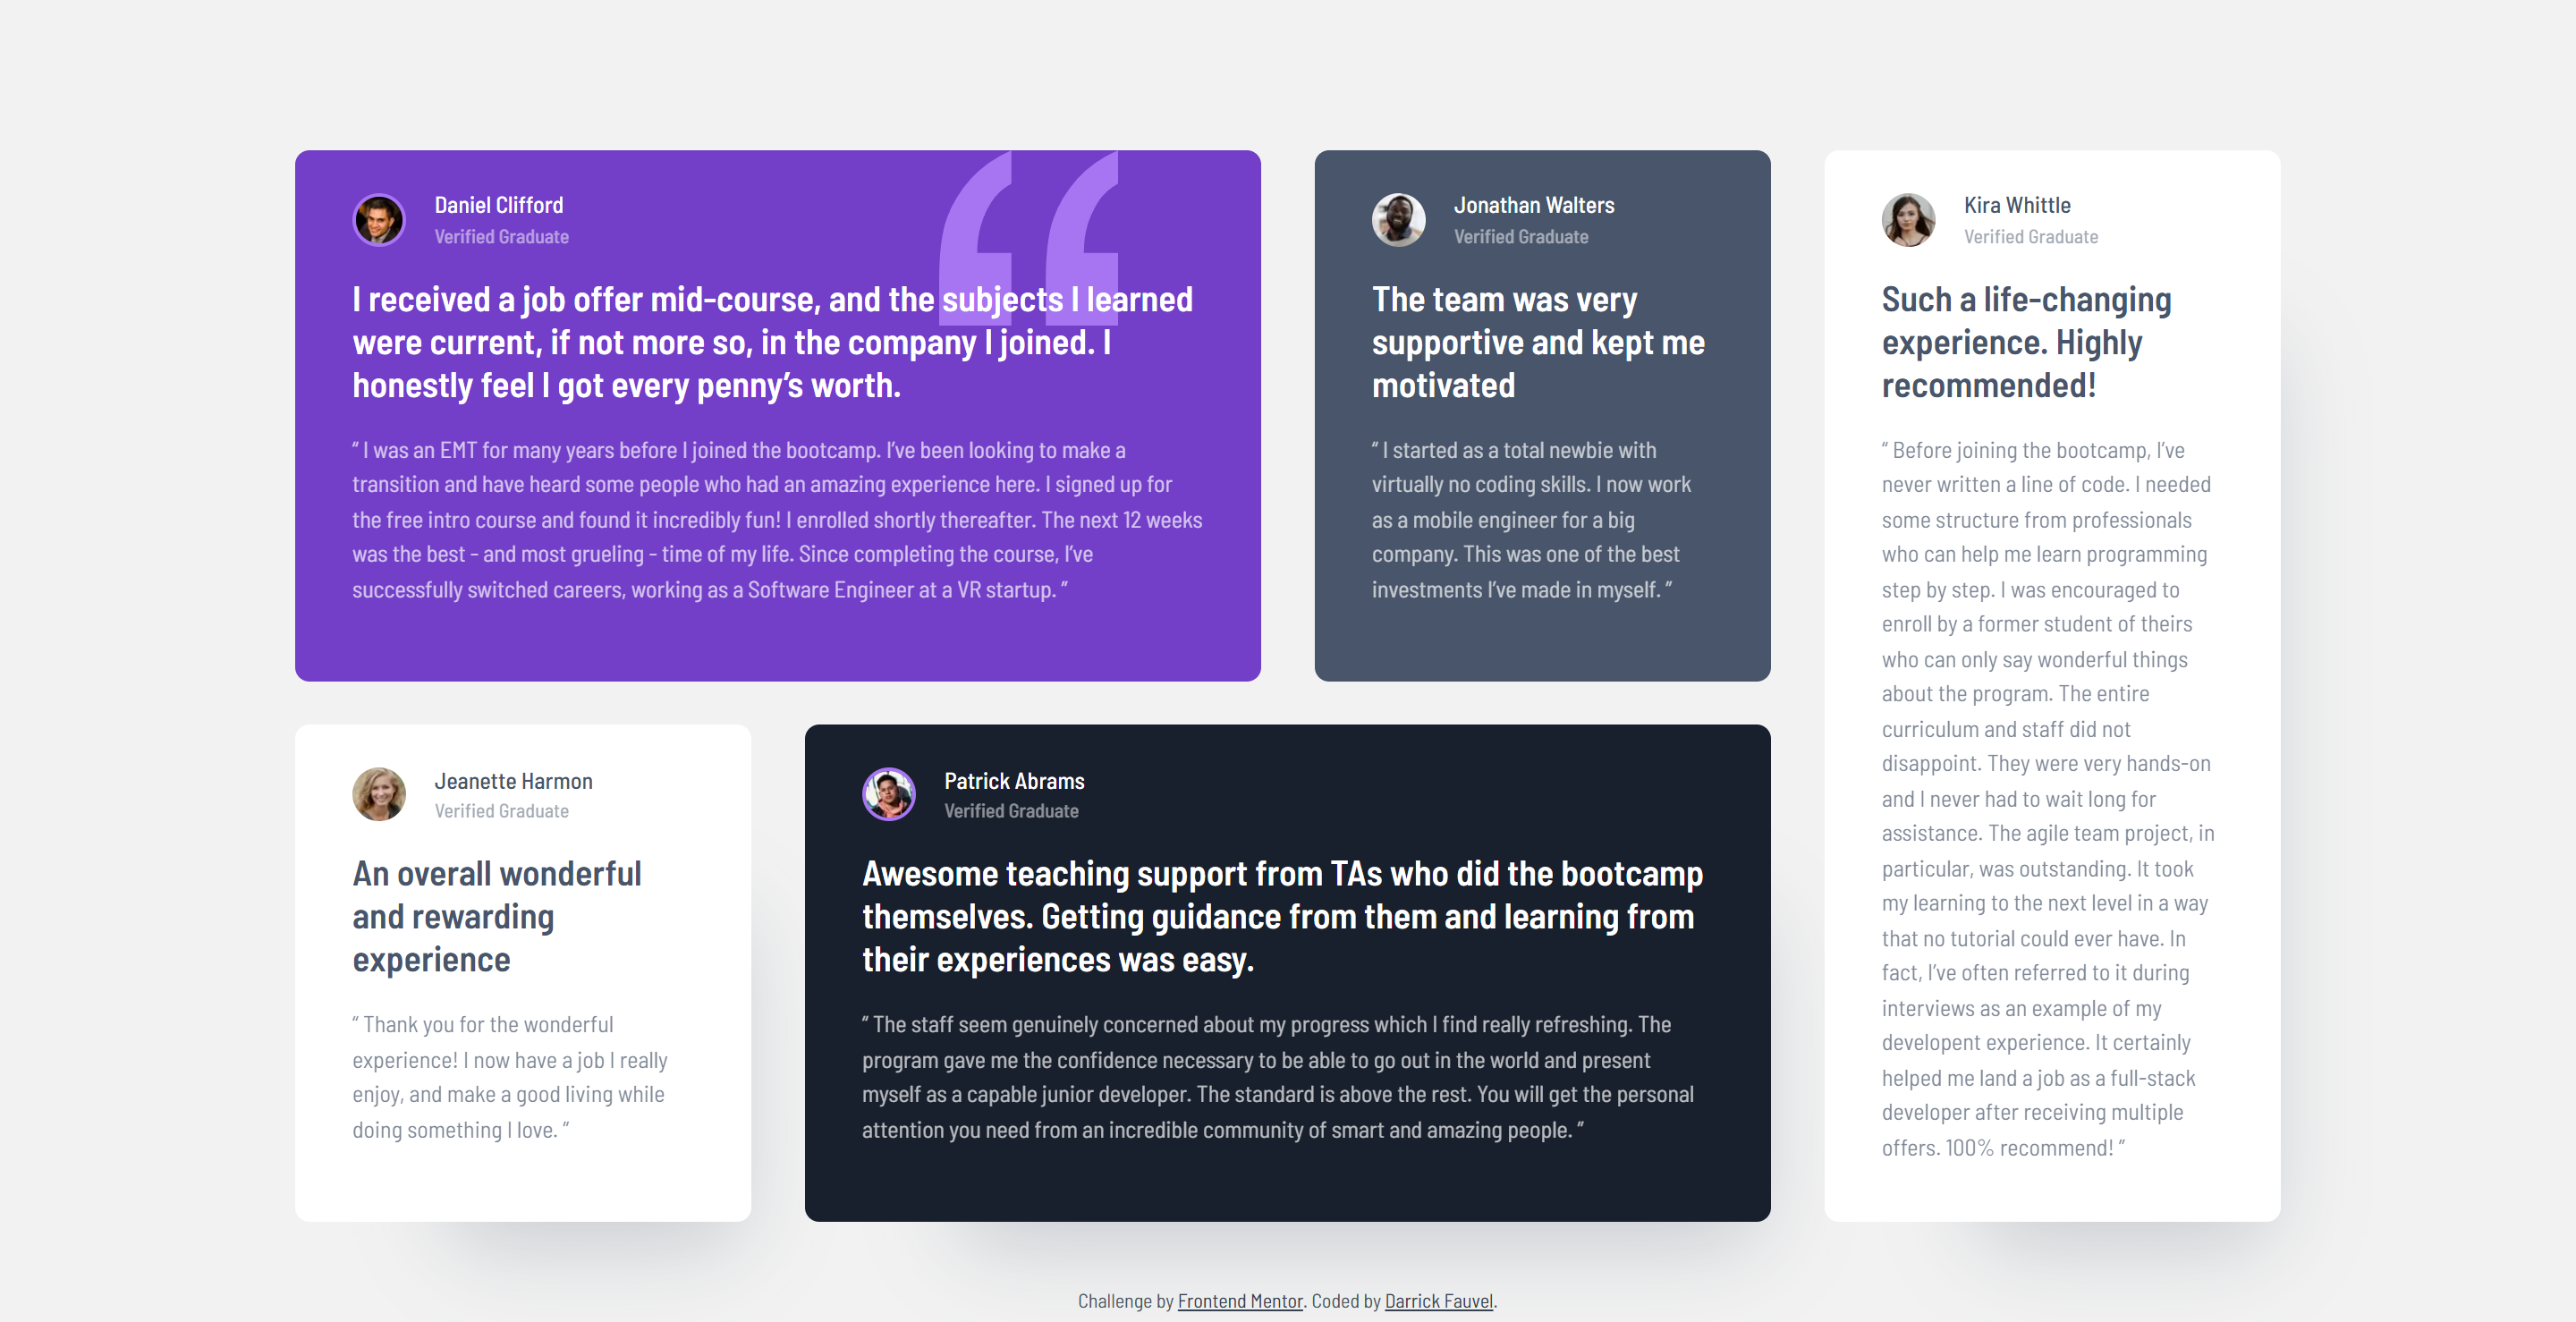 Daniel Clifford
Verified Graduate
I received a job offer mid-course, and the subjects I learned
were current, if not more so, in the company I joined. I
honestly feel I got every penny’s worth.
“ I was an EMT for many years before I joined the bootcamp. I’ve been looking to make a
transition and have heard some people who had an amazing experience here. I signed up for
the free intro course and found it incredibly fun! I enrolled shortly thereafter. The next 12 weeks
was the best - and most grueling - time of my life. Since completing the course, I’ve
successfully switched careers, working as a Software Engineer at a VR startup. ”
Jonathan Walters
Verified Graduate
The team was very
supportive and kept me
motivated
“ I started as a total newbie with
virtually no coding skills. I now work
as a mobile engineer for a big
company. This was one of the best
investments I’ve made in myself. ”
Kira Whittle
Verified Graduate
Such a life-changing
experience. Highly
recommended!
“ Before joining the bootcamp, I’ve
never written a line of code. I needed
some structure from professionals
who can help me learn programming
step by step. I was encouraged to
enroll by a former student of theirs
who can only say wonderful things
about the program. The entire
curriculum and staff did not
disappoint. They were very hands-on
and I never had to wait long for
assistance. The agile team project, in
particular, was outstanding. It took
my learning to the next level in a way
that no tutorial could ever have. In
fact, I’ve often referred to it during
interviews as an example of my
developent experience. It certainly
helped me land a job as a full-stack
developer after receiving multiple
offers. 100% recommend! ”
Jeanette Harmon
Verified Graduate
An overall wonderful
and rewarding
experience
“ Thank you for the wonderful
experience! I now have a job I really
enjoy, and make a good living while
doing something I love. ”
Patrick Abrams
Verified Graduate
Awesome teaching support from TAs who did the bootcamp
themselves. Getting guidance from them and learning from
their experiences was easy.
“ The staff seem genuinely concerned about my progress which I find really refreshing. The
program gave me the confidence necessary to be able to go out in the world and present
myself as a capable junior developer. The standard is above the rest. You will get the personal
attention you need from an incredible community of smart and amazing people. ”
Challenge by Frontend Mentor. Coded by Darrick Fauvel.